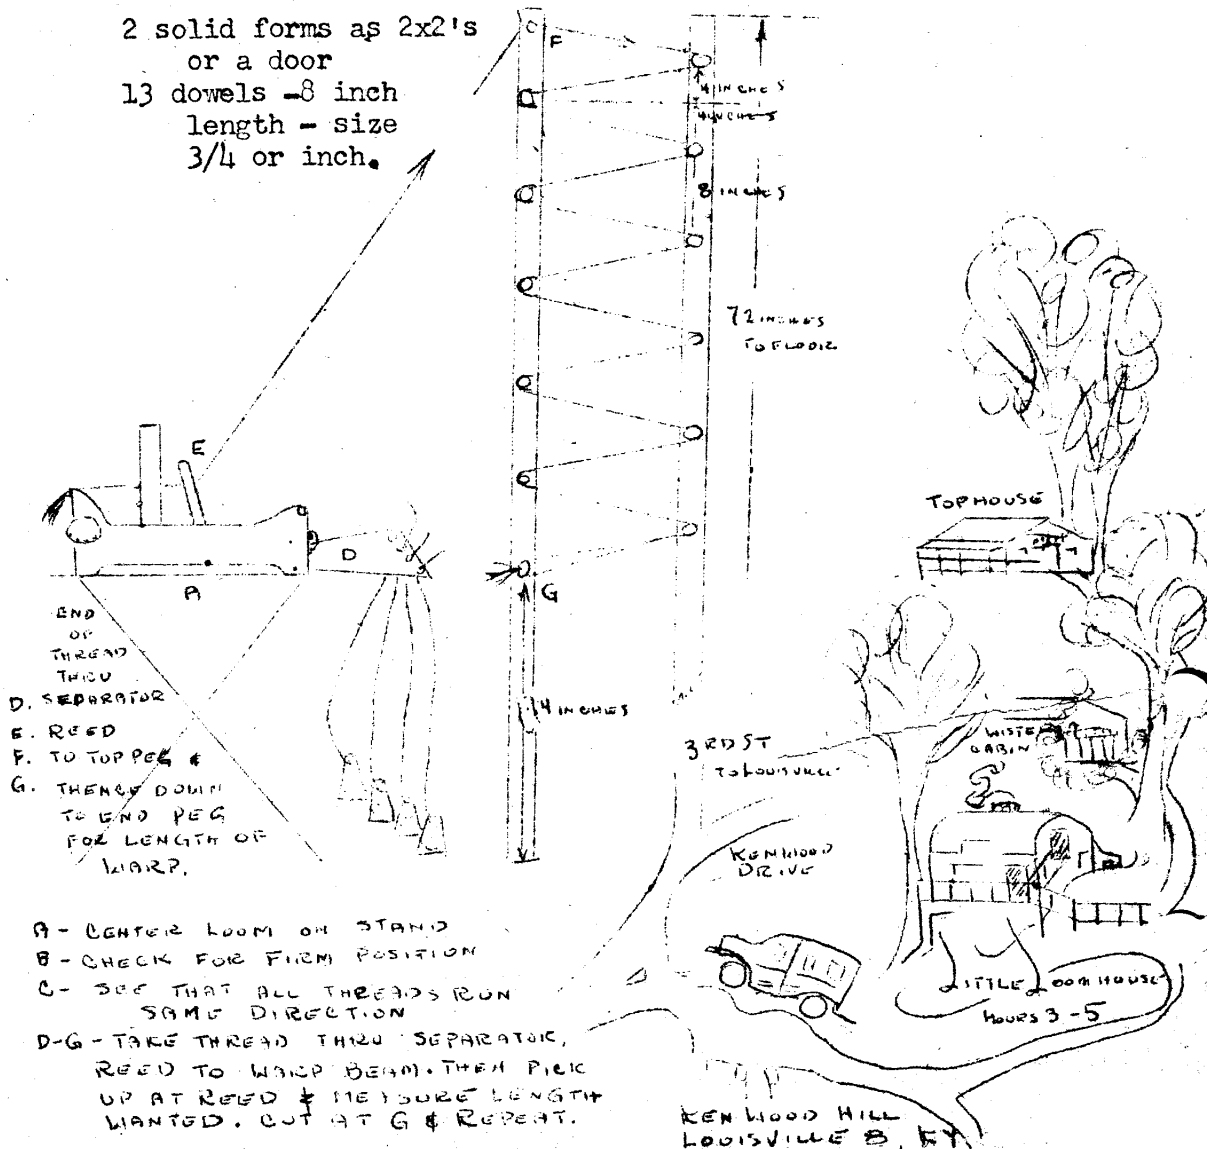 2 solid forms as 2x2's
or a door
13 dowels -8 inch
length - size
3/4 or inch.
F
4 INCHES
4 INCHES
8 INCHES
72 INCHES
TO FLOOR
E
D
A
G
14 INCHES
END
OF
THREAD
THRU
D. SEPARATOR
E. REED
F. TO TOP PEG &
G. THENCE DOWN
TO END PEG
FOR LENGTH OF
WARP.
A - CENTER LOOM ON STAND
B - CHECK FOR FIRM POSITION
C - SEE THAT ALL THREADS RUN
SAME DIRECTION
D-G - TAKE THREAD THRU SEPARATOR,
REED TO WARP BEAM. THEN PICK
UP AT REED & MEASURE LENGTH
WANTED. CUT AT G & REPEAT.
TOP HOUSE
CABIN
3RD ST
TO LOUISVILLE
KENWOOD
DRIVE
LITTLE LOOM HOUSE
HOURS 3-5
KENWOOD HILL
LOUISVILLE 8, KY.